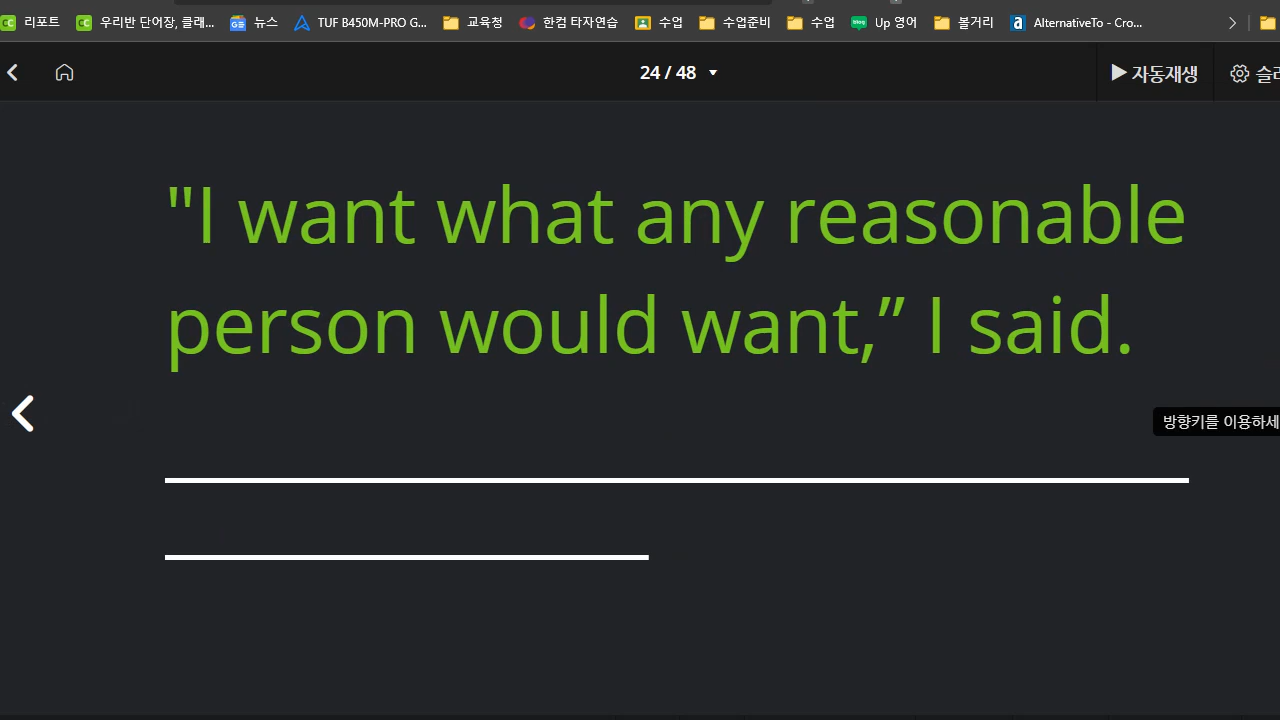 리포트 우리반 단어장, 클래... 뉴스 TUF B450M-PRO G... 교육청 한컴 타자연습 수업 수업준비 수업 Up 영어 볼거리 AlternativeTo - Cro...
24 / 48 자동재생
"I want what any reasonable
person would want,” I said.
방향키를 이용하세